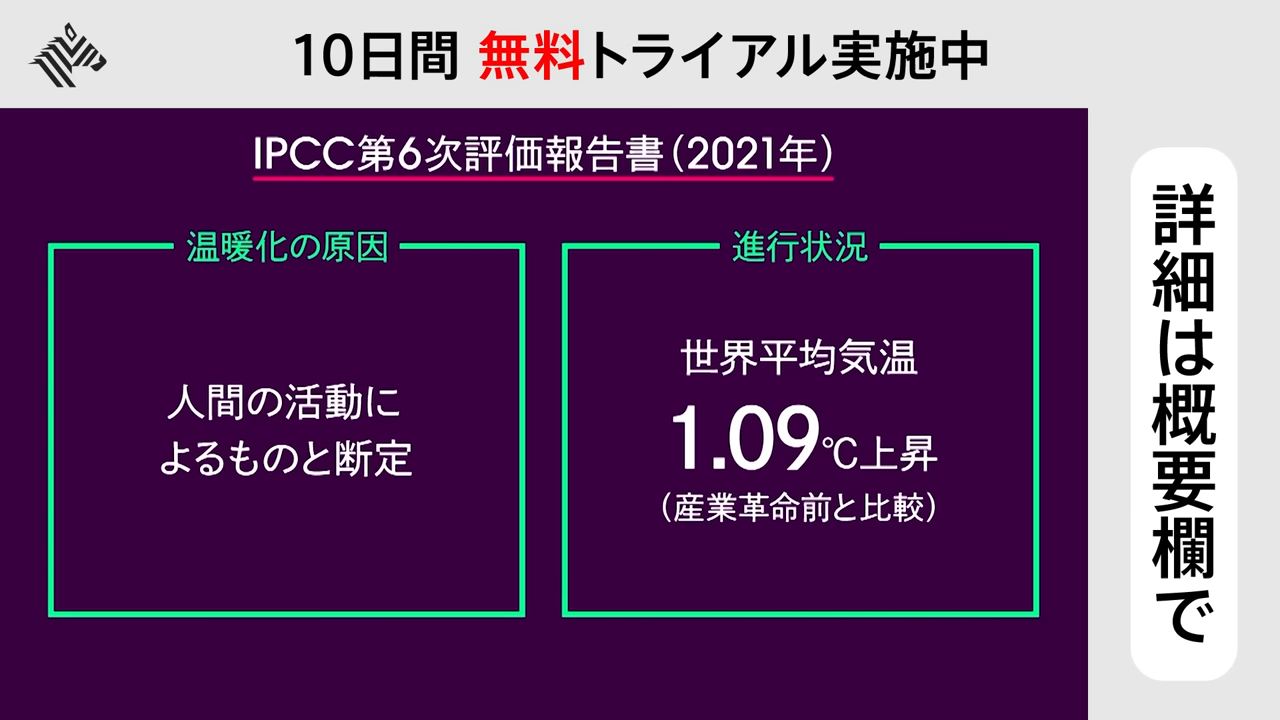 10日間 無料トライアル実施中
IPCC第6次評価報告書（2021年）
温暖化の原因
人間の活動に
よるものと断定
進行状況
世界平均気温
1.09℃上昇
（産業革命前と比較）
詳細は概要欄で